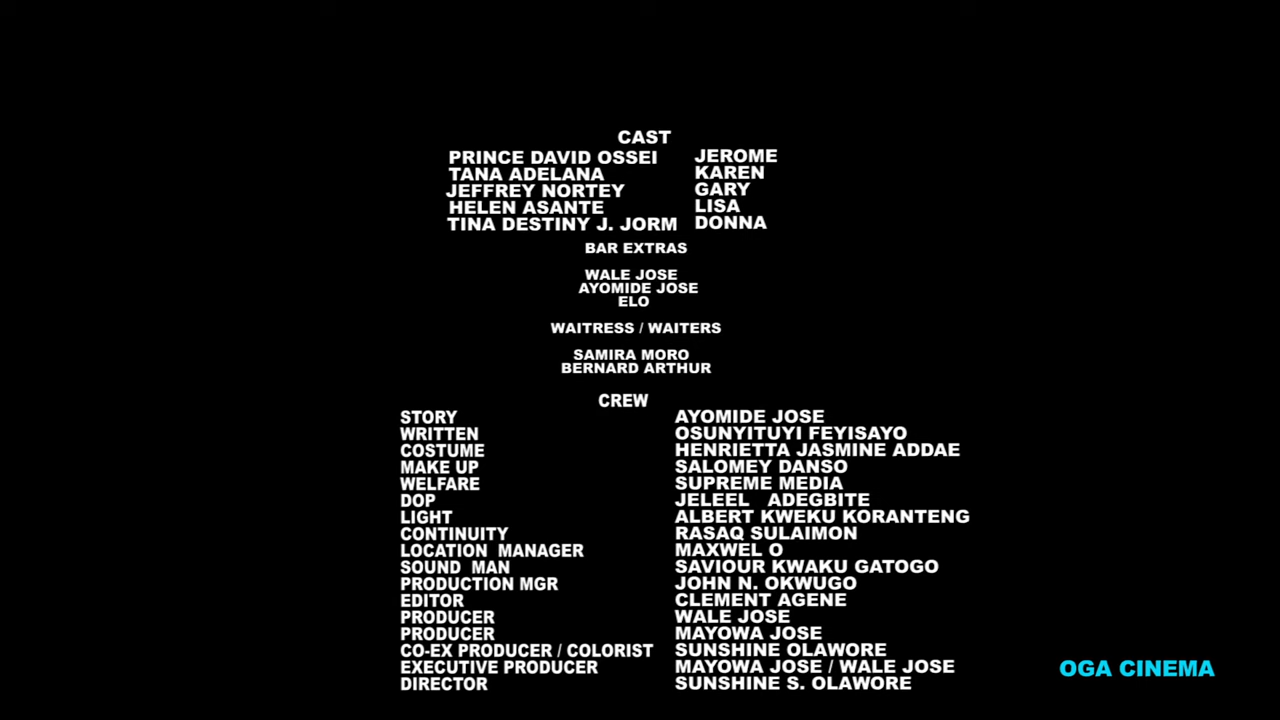 CAST
PRINCE DAVID OSSEI JEROME
TANA ADELANA KAREN
JEFFREY NORTEY GARY
HELEN ASANTE LISA
TINA DESTINY J. JORM DONNA
BAR EXTRAS
WALE JOSE
AYOMIDE JOSE
ELO
WAITRESS / WAITERS
SAMIRA MORO
BERNARD ARTHUR
CREW
STORY AYOMIDE JOSE
WRITTEN OSUNYITUYI FEYISAYO
COSTUME HENRIETTA JASMINE ADDAE
MAKE UP SALOMEY DANSO
WELFARE SUPREME MEDIA
DOP JELEEL ADEGBITE
LIGHT ALBERT KWEKU KORANTENG
CONTINUITY RASAQ SULAIMON
LOCATION MANAGER MAXWEL O
SOUND MAN SAVIOUR KWAKU GATOGO
PRODUCTION MGR JOHN N. OKWUGO
EDITOR CLEMENT AGENE
PRODUCER WALE JOSE
PRODUCER MAYOWA JOSE
CO-EX PRODUCER / COLORIST SUNSHINE OLAWORE
EXECUTIVE PRODUCER MAYOWA JOSE / WALE JOSE
DIRECTOR SUNSHINE S. OLAWORE
OGA CINEMA